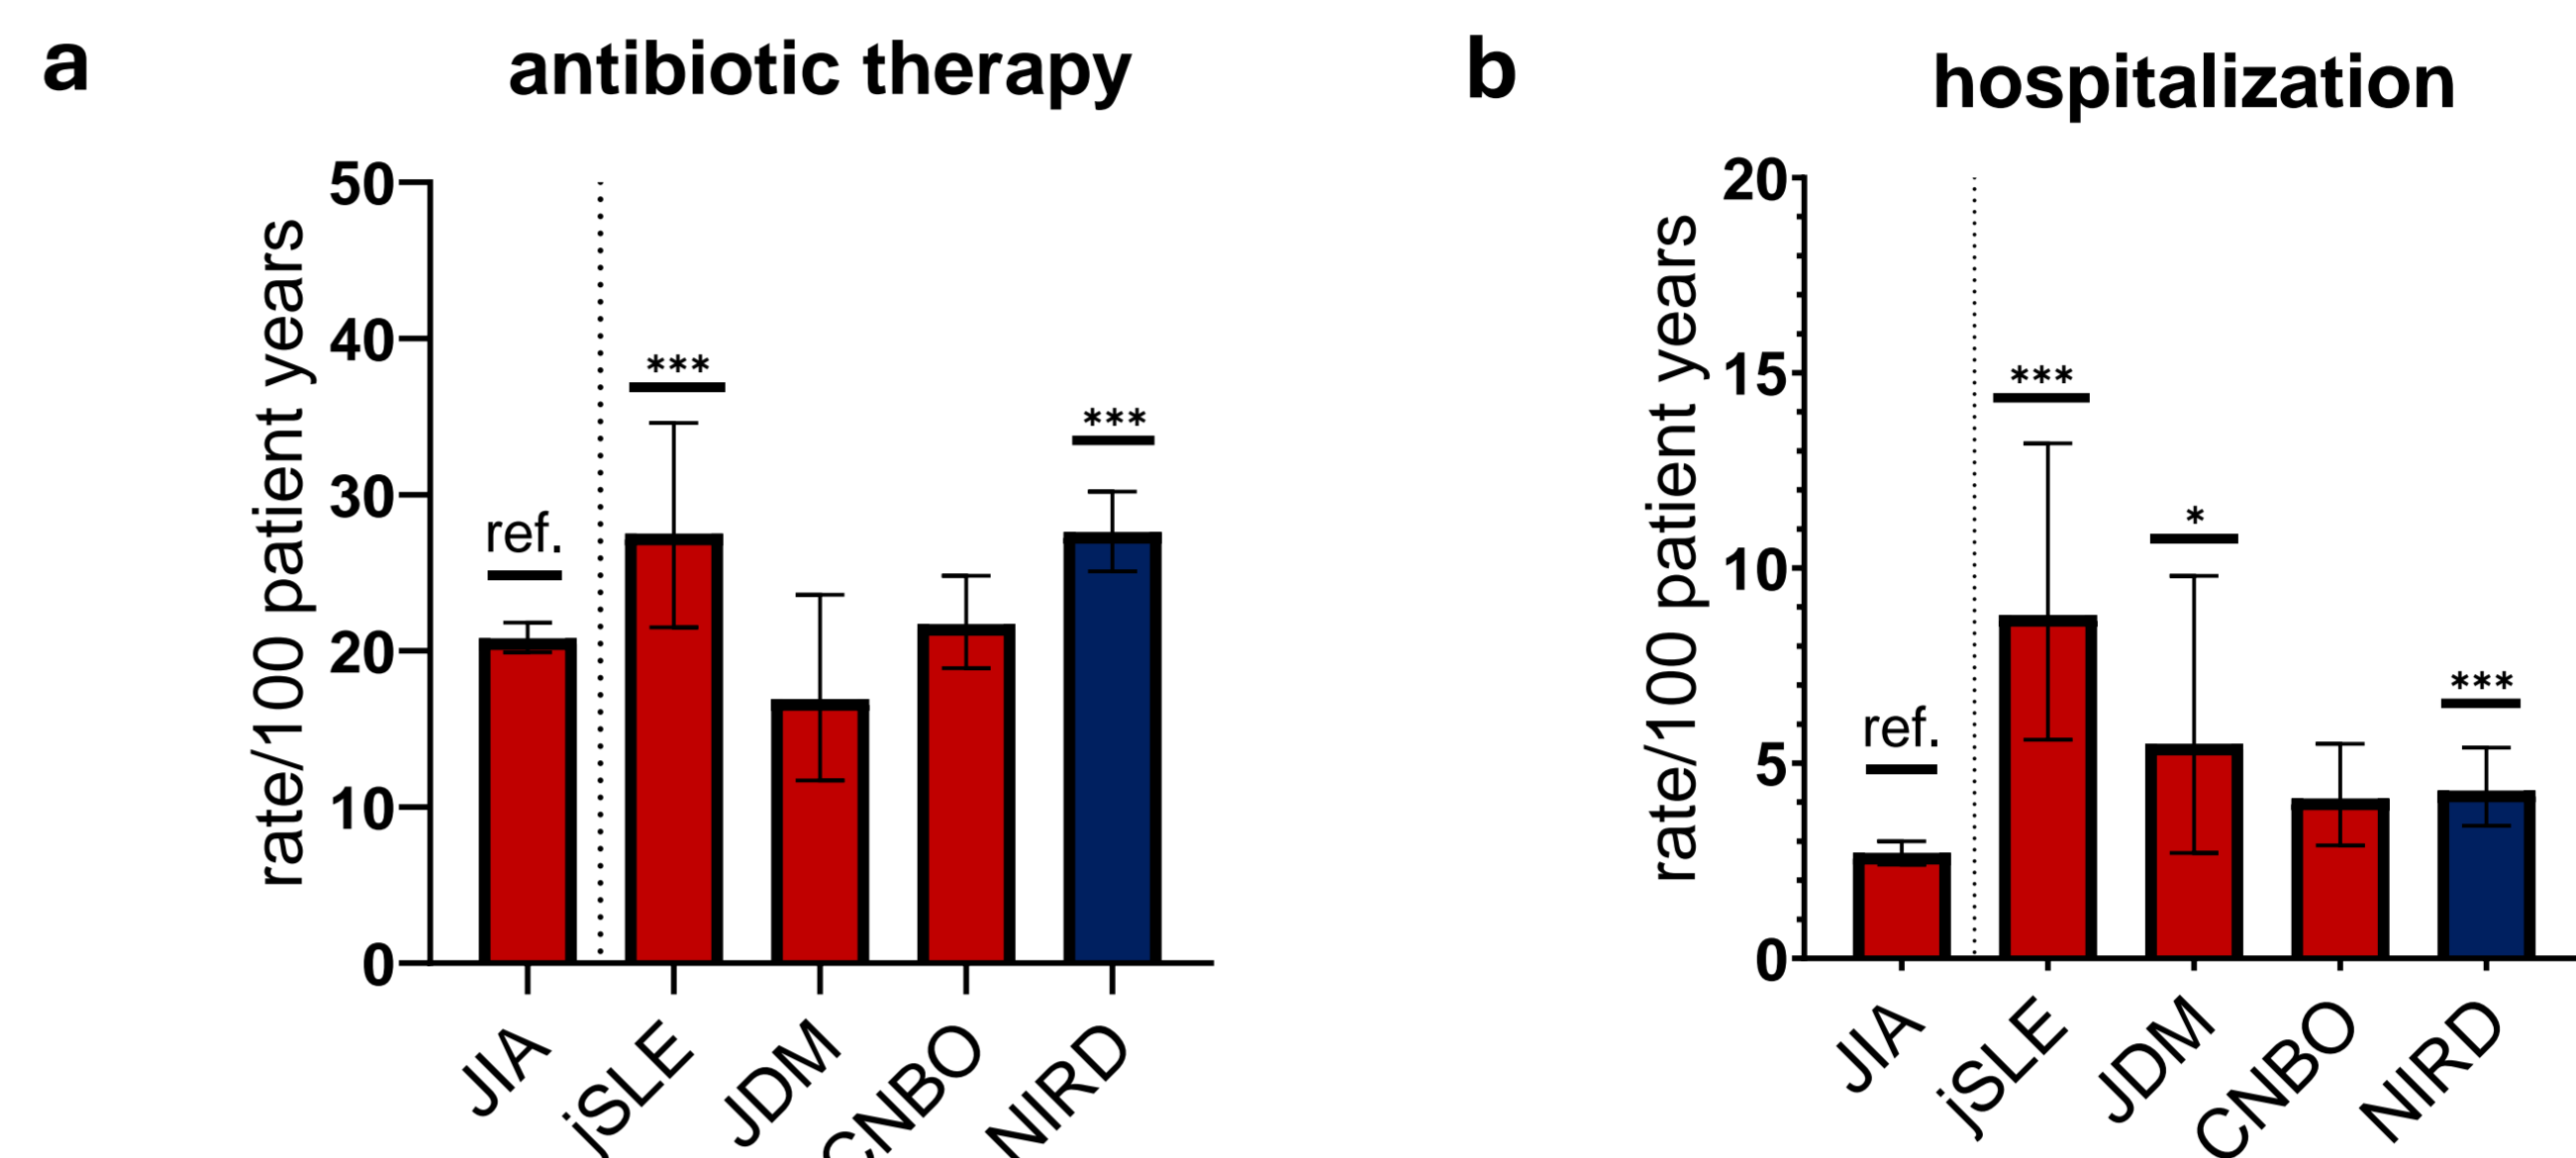 a
antibiotic therapy
rate/100 patient years
50
40
30
20
10
0
ref.
***
***
JIA
jSLE
JDM
CNBO
NIRD
b
hospitalization
rate/100 patient years
20
15
10
5
0
ref.
***
*
***
JIA
jSLE
JDM
CNBO
NIRD